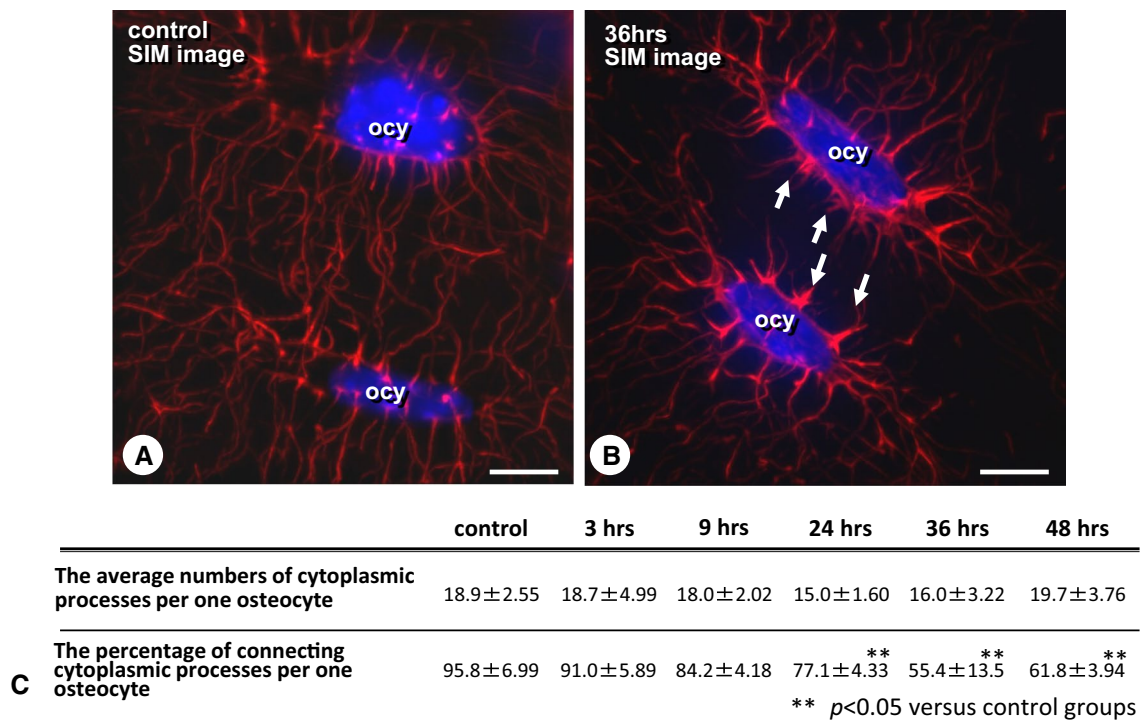 control
SIM image
ocy
ocy
A
36hrs
SIM image
ocy
ocy
B
control 3 hrs 9 hrs 24 hrs 36 hrs 48 hrs
The average numbers of cytoplasmic
processes per one osteocyte
18.9±2.55 18.7±4.99 18.0±2.02 15.0±1.60 16.0±3.22 19.7±3.76
The percentage of connecting
cytoplasmic processes per one
osteocyte
** ** **
95.8±6.99 91.0±5.89 84.2±4.18 77.1±4.33 55.4±13.5 61.8±3.94
C
** p<0.05 versus control groups